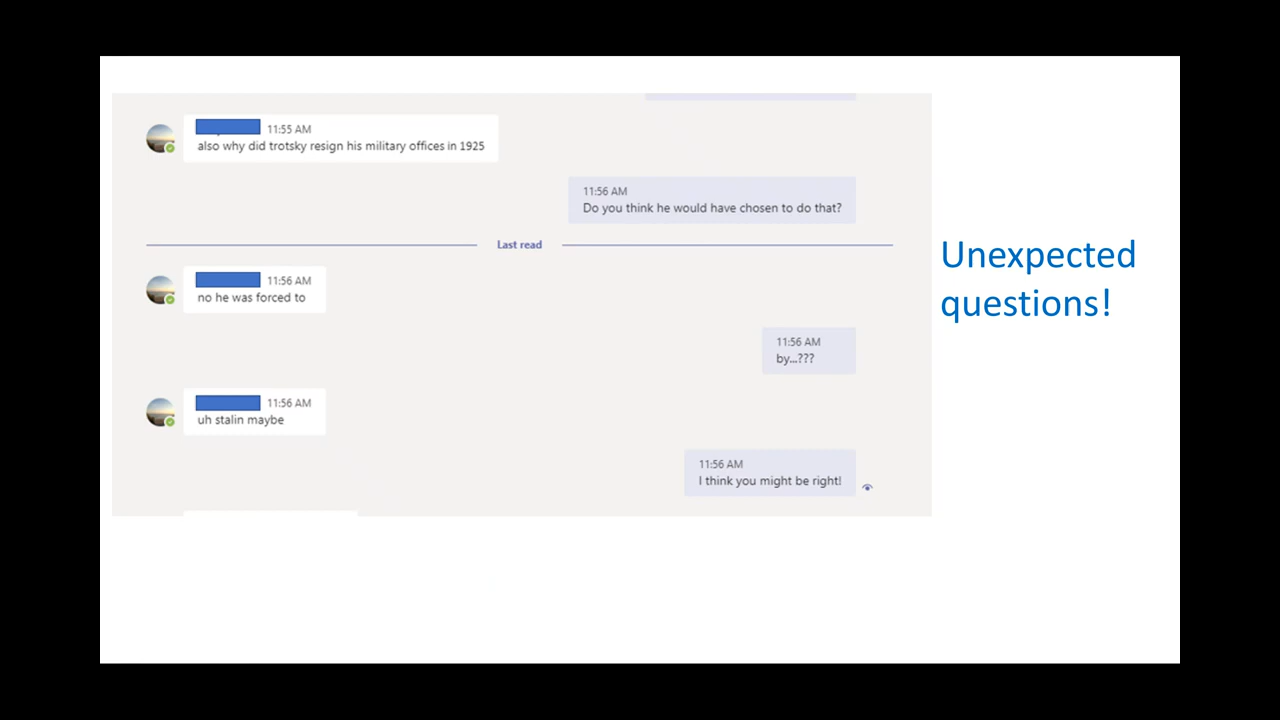 11:55 AM
also why did trotsky resign his military offices in 1925
11:56 AM
Do you think he would have chosen to do that?
Last read
11:56 AM
no he was forced to
11:56 AM
by...???
11:56 AM
uh stalin maybe
11:56 AM
I think you might be right!
Unexpected
questions!